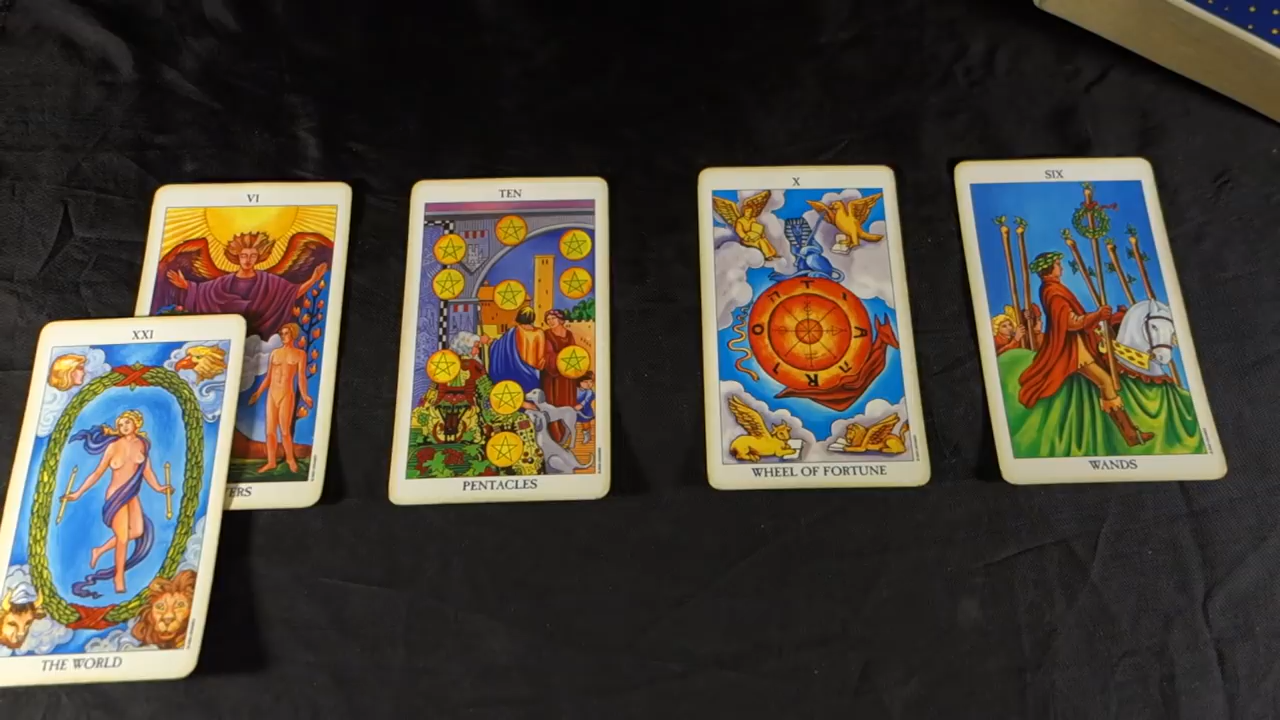 VI
ERS
XXI
THE WORLD
TEN
PENTACLES
X
WHEEL OF FORTUNE
SIX
WANDS